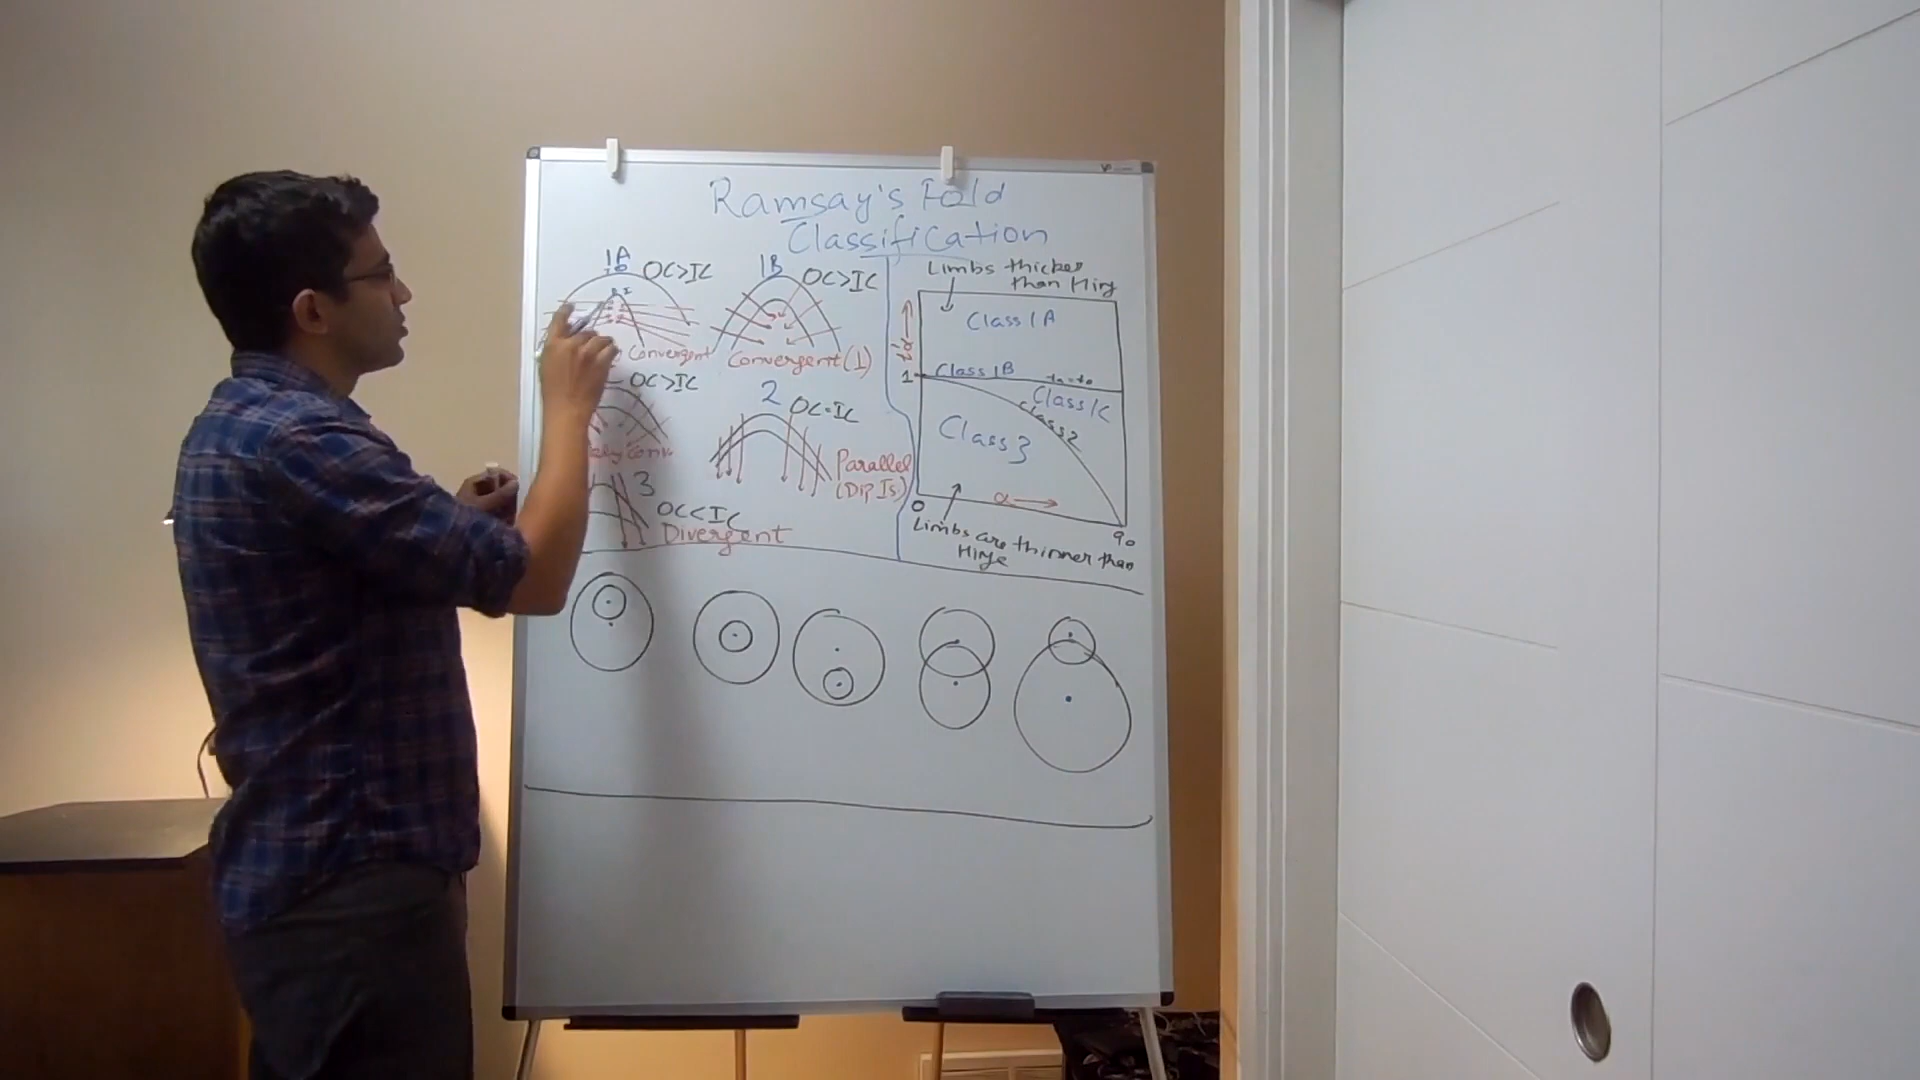 Ramsay's Fold
Classification
1A
OC>IC
Convergent
1B
OC>IC
Convergent (1)
OC>IC
Conv.
2
OC=IC
Parallel
(Dip Is.)
3
OC<IC
Divergent
Limbs thicker
than Hing
Class 1A
1
Class 1B
Class 1C
Class 2
Class 3
α
0
90
Limbs are thinner than
Hinge